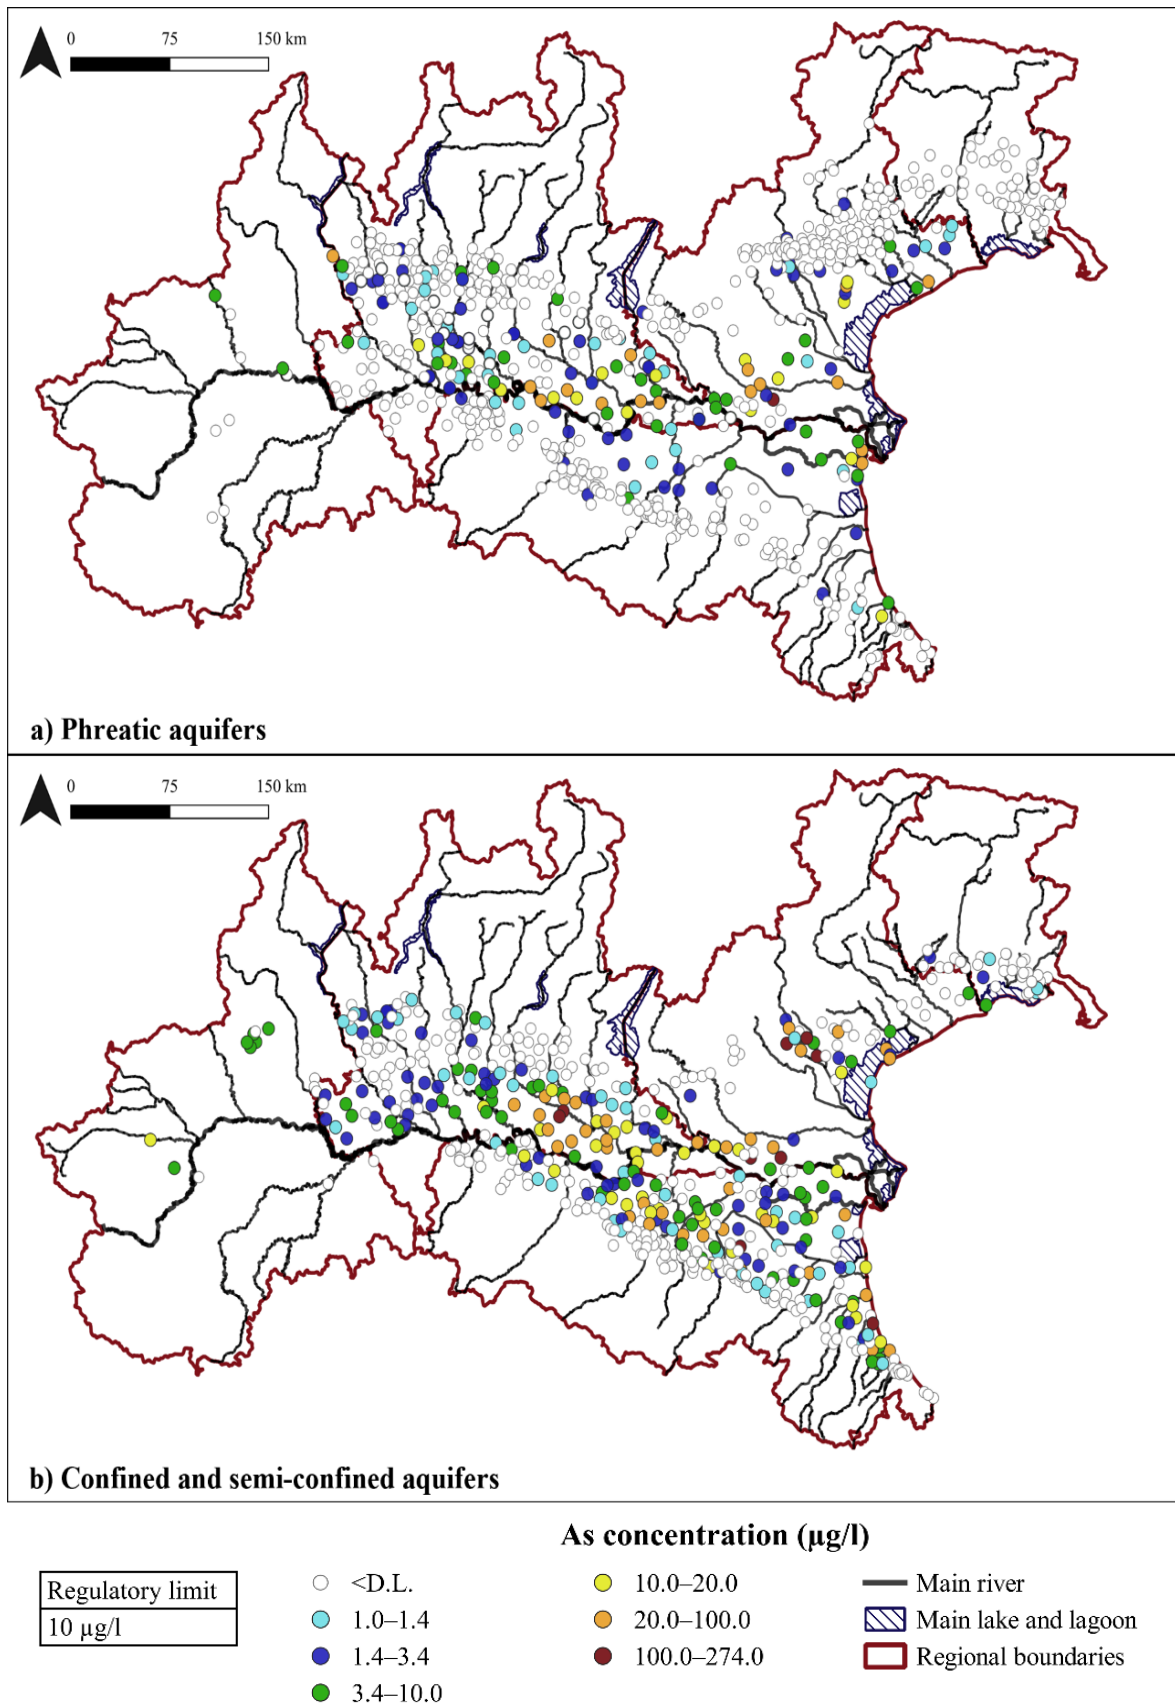 0 75 150 km
a) Phreatic aquifers
0 75 150 km
b) Confined and semi-confined aquifers
As concentration (µg/l)
Regulatory limit
10 µg/l
<D.L.
1.0–1.4
1.4–3.4
3.4–10.0
10.0–20.0
20.0–100.0
100.0–274.0
Main river
Main lake and lagoon
Regional boundaries